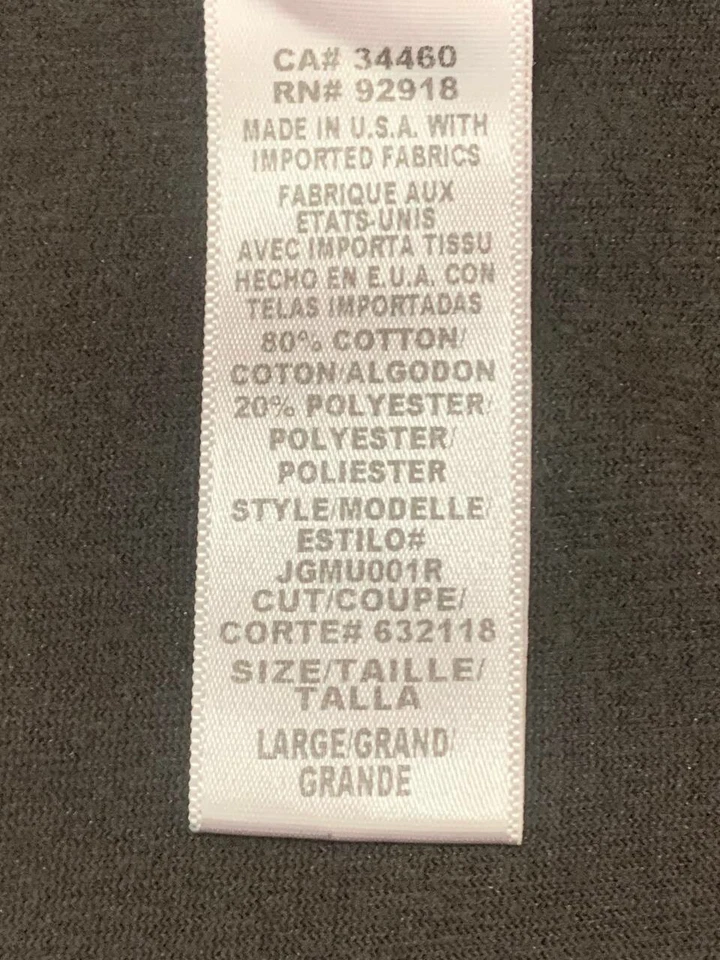 CA# 34460
RN# 92918
MADE IN U.S.A. WITH
IMPORTED FABRICS
FABRIQUE AUX
ETATS-UNIS
AVEC IMPORTA TISSU
HECHO EN E.U.A. CON
TELAS IMPORTADAS
80% COTTON/
COTON/ALGODON
20% POLYESTER/
POLYESTER/
POLIESTER
STYLE/MODELLE/
ESTILO#
JGMU001R
CUT/COUPE/
CORTE# 632118
SIZE/TAILLE/
TALLA
LARGE/GRAND/
GRANDE